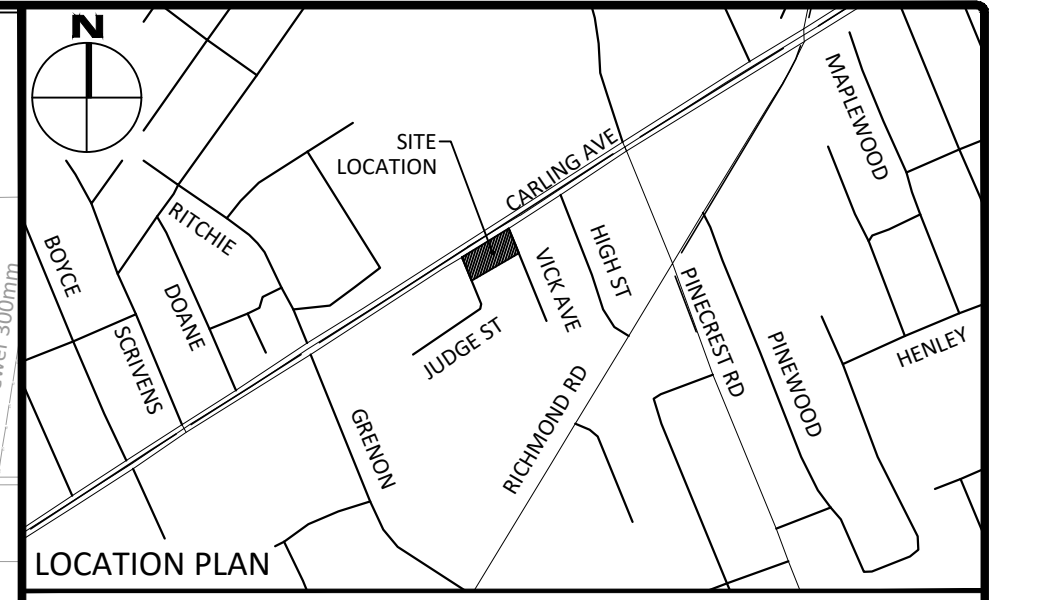 N
SITE
LOCATION
CARLING AVE
MAPLEWOOD
RITCHIE
BOYCE
DOANE
SCRIVENS
HIGH ST
VICK AVE
JUDGE ST
PINECREST RD
PINEWOOD
HENLEY
RICHMOND RD
GRENON
LOCATION PLAN
300mm